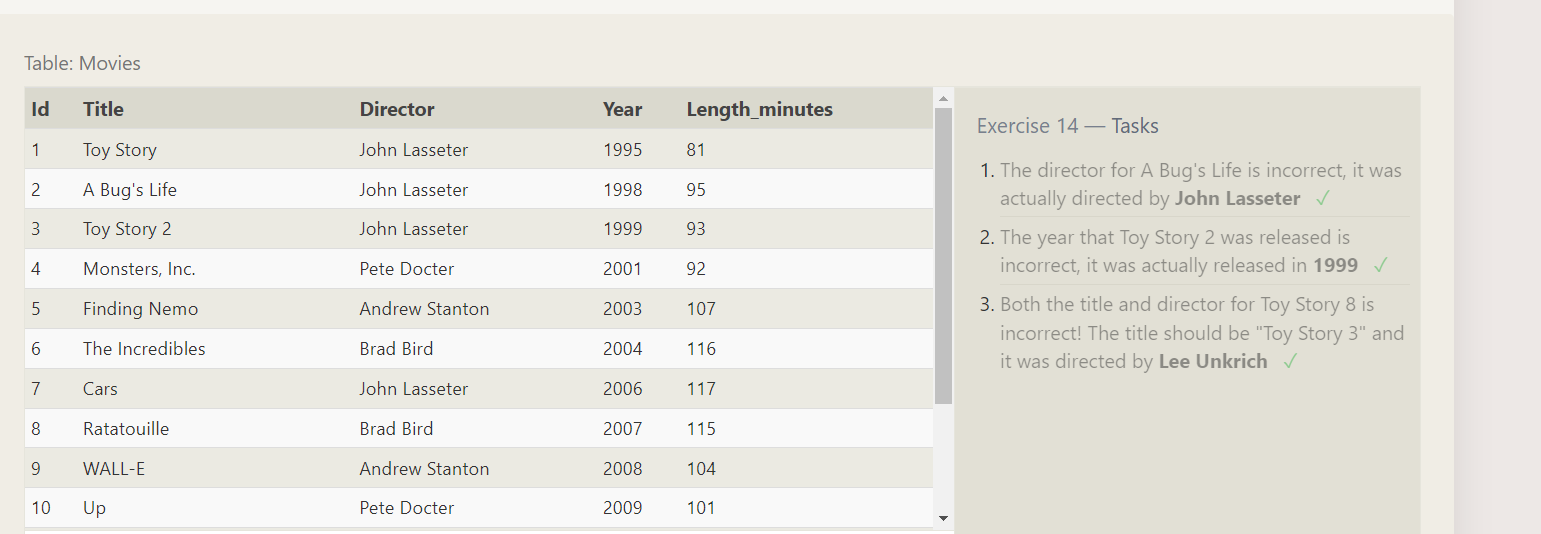 Table: Movies
Id Title Director Year Length_minutes
1 Toy Story John Lasseter 1995 81
2 A Bug's Life John Lasseter 1998 95
3 Toy Story 2 John Lasseter 1999 93
4 Monsters, Inc. Pete Docter 2001 92
5 Finding Nemo Andrew Stanton 2003 107
6 The Incredibles Brad Bird 2004 116
7 Cars John Lasseter 2006 117
8 Ratatouille Brad Bird 2007 115
9 WALL-E Andrew Stanton 2008 104
10 Up Pete Docter 2009 101
Exercise 14 — Tasks
1. The director for A Bug's Life is incorrect, it was
actually directed by John Lasseter ✓
2. The year that Toy Story 2 was released is
incorrect, it was actually released in 1999 ✓
3. Both the title and director for Toy Story 8 is
incorrect! The title should be "Toy Story 3" and
it was directed by Lee Unkrich ✓